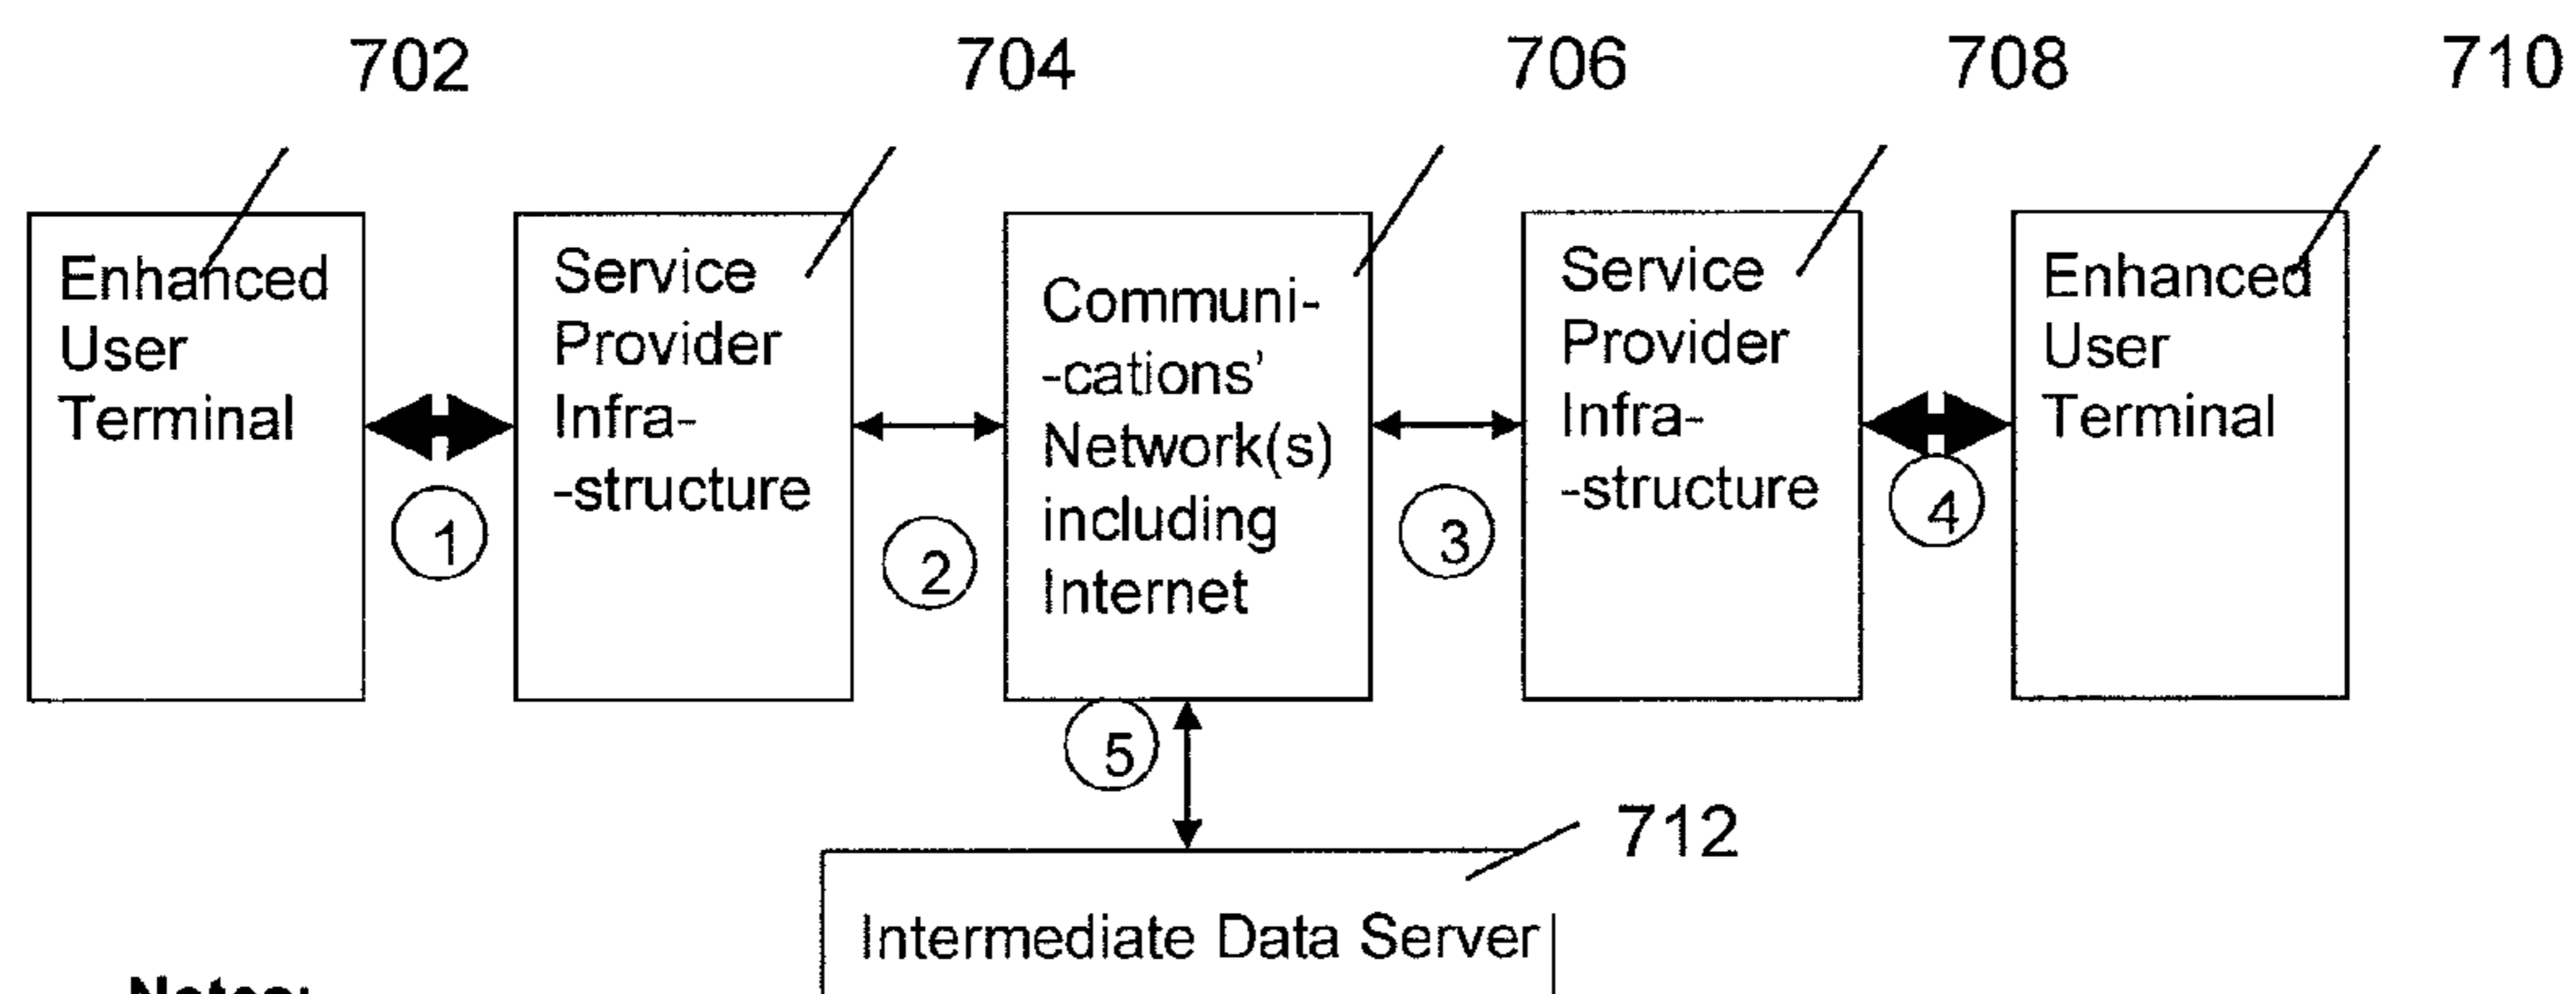 702 704 706 708 710
Enhanced
User
Terminal
Service
Provider
Infra-
-structure
Communi-
-cations'
Network(s)
including
Internet
Service
Provider
Infra-
-structure
Enhanced
User
Terminal
1
2
3
4
5
712
Intermediate Data Server
Notes: